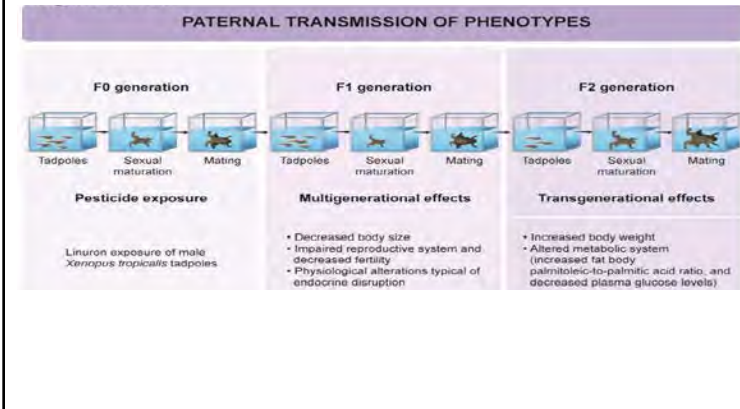 PATERNAL TRANSMISSION OF PHENOTYPES
F0 generation
F1 generation
F2 generation
Tadpoles
Sexual
maturation
Mating
Tadpoles
Sexual
maturation
Mating
Tadpoles
Sexual
maturation
Mating
Pesticide exposure
Multigenerational effects
Transgenerational effects
Linuron exposure of male
Xenopus tropicalis tadpoles
• Decreased body size
• Impaired reproductive system and
decreased fertility
• Physiological alterations typical of
endocrine disruption
• Increased body weight
• Altered metabolic system
(increased fat body
palmitoleic-to-palmitic acid ratio, and
decreased plasma glucose levels)